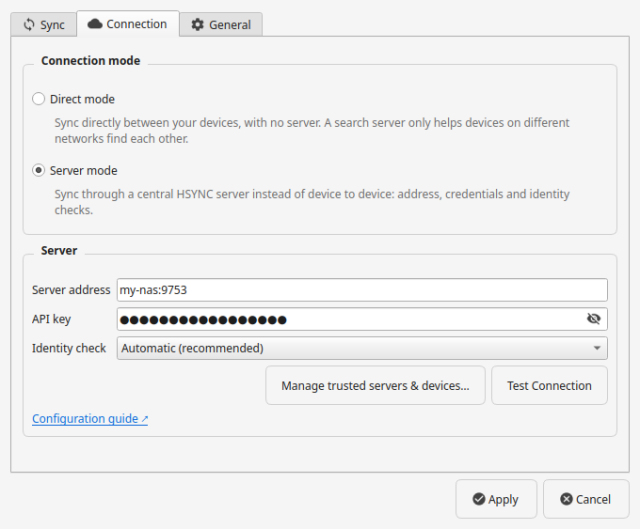 Sync
Connection
General
Connection mode
Direct mode
Sync directly between your devices, with no server. A search server only helps devices on different
networks find each other.
Server mode
Sync through a central HSYNC server instead of device to device: address, credentials and identity
checks.
Server
Server address
my-nas:9753
API key
●●●●●●●●●●●●●●●●●
Identity check
Automatic (recommended)
Manage trusted servers & devices...
Test Connection
Configuration guide ↗
Apply
Cancel